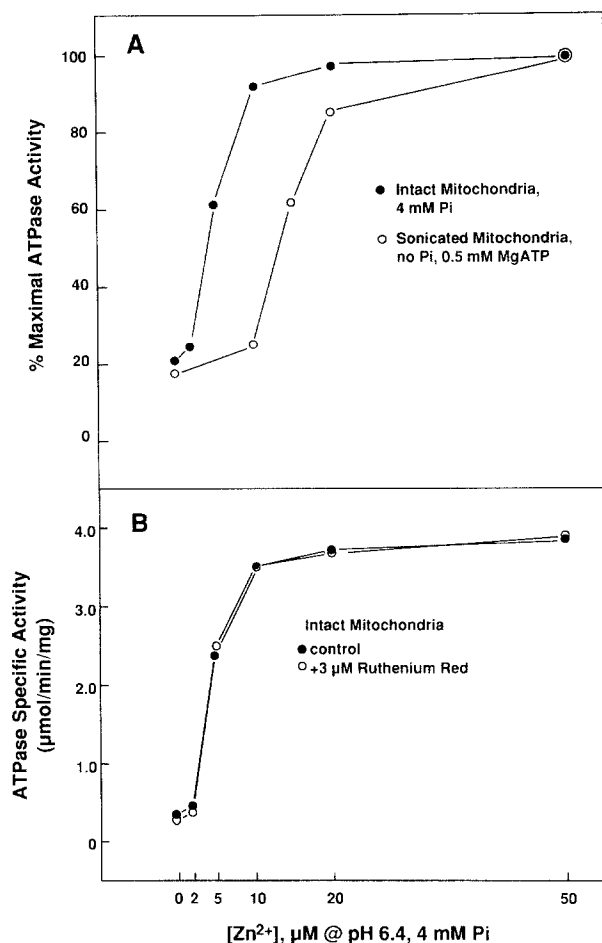 A
100
80
60
40
20
0
% Maximal ATPase Activity
● Intact Mitochondria,
4 mM Pi
○ Sonicated Mitochondria,
no Pi, 0.5 mM MgATP
B
4.0
3.0
2.0
1.0
0
ATPase Specific Activity
(μmol/min/mg)
Intact Mitochondria
● control
○ +3 μM Ruthenium Red
0 2 5 10 20 50
[Zn²⁺], μM @ pH 6.4, 4 mM Pi